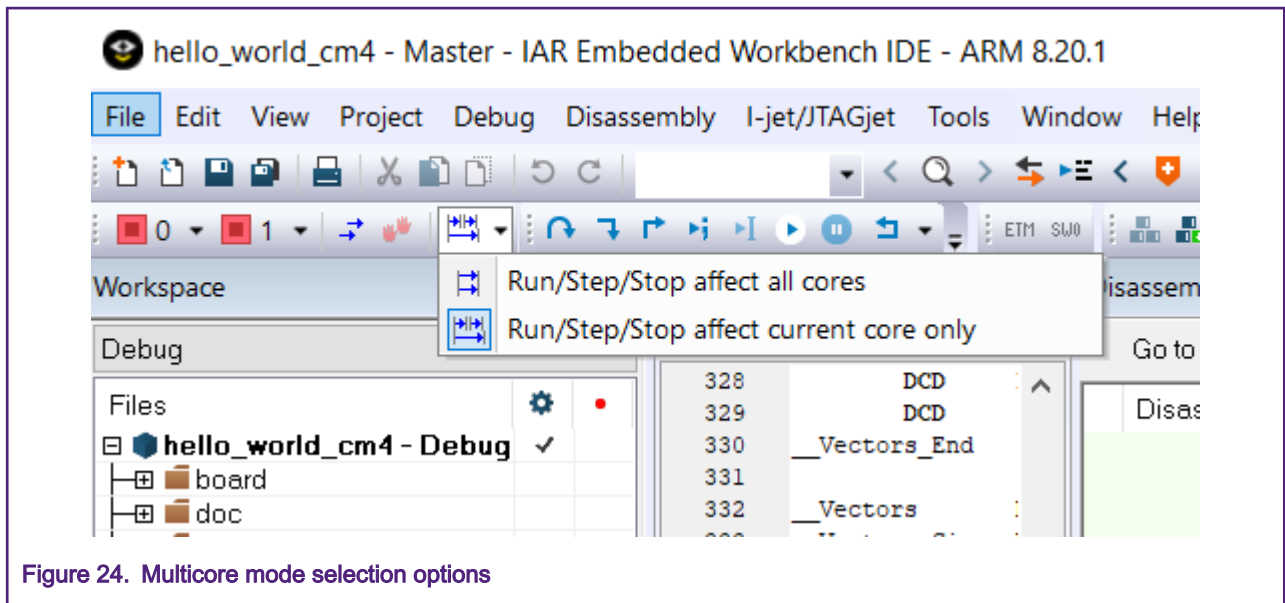 hello_world_cm4 - Master - IAR Embedded Workbench IDE - ARM 8.20.1
File Edit View Project Debug Disassembly I-jet/JTAGjet Tools Window Help
0 1 ETM SWO
Workspace
Run/Step/Stop affect all cores
Run/Step/Stop affect current core only
Debug
Go to
328 DCD
329 DCD
330 __Vectors_End
331
332 __Vectors
Files
hello_world_cm4 - Debug
board
doc
Figure 24. Multicore mode selection options